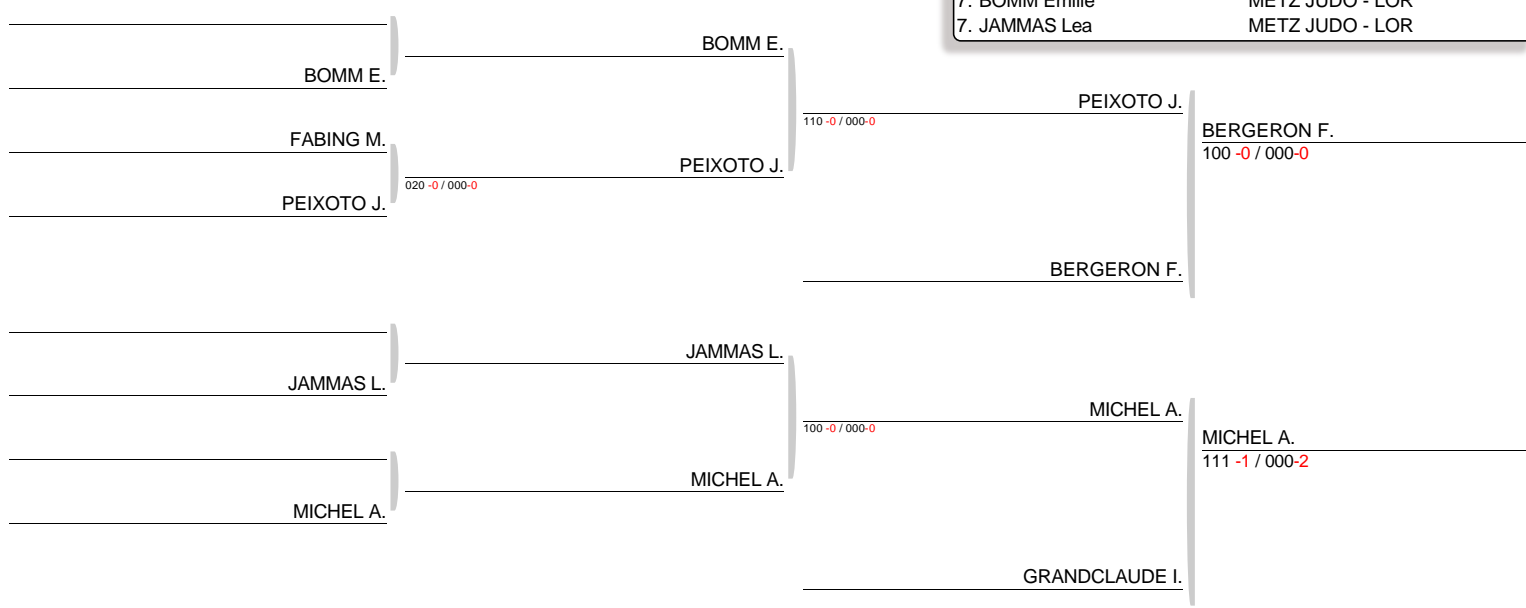 7. BOMM Emilie METZ JUDO - LOR
7. JAMMAS Lea METZ JUDO - LOR
BOMM E.
BOMM E.
PEIXOTO J.
110 -0 / 000-0
BERGERON F.
100 -0 / 000-0
FABING M.
PEIXOTO J.
020 -0 / 000-0
PEIXOTO J.
BERGERON F.
JAMMAS L.
JAMMAS L.
MICHEL A.
100 -0 / 000-0
MICHEL A.
111 -1 / 000-2
MICHEL A.
MICHEL A.
GRANDCLAUDE I.